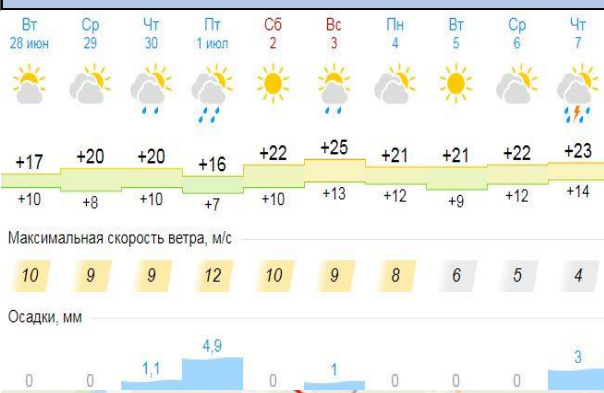 Вт Ср Чт Пт Сб Вс Пн Вт Ср Чт
28 июн 29 30 1 июл 2 3 4 5 6 7
+17 +20 +20 +16 +22 +25 +21 +21 +22 +23
+10 +8 +10 +7 +10 +13 +12 +9 +12 +14
Максимальная скорость ветра, м/с
10 9 9 12 10 9 8 6 5 4
Осадки, мм
0 0 1,1 4,9 0 1 0 0 0 3